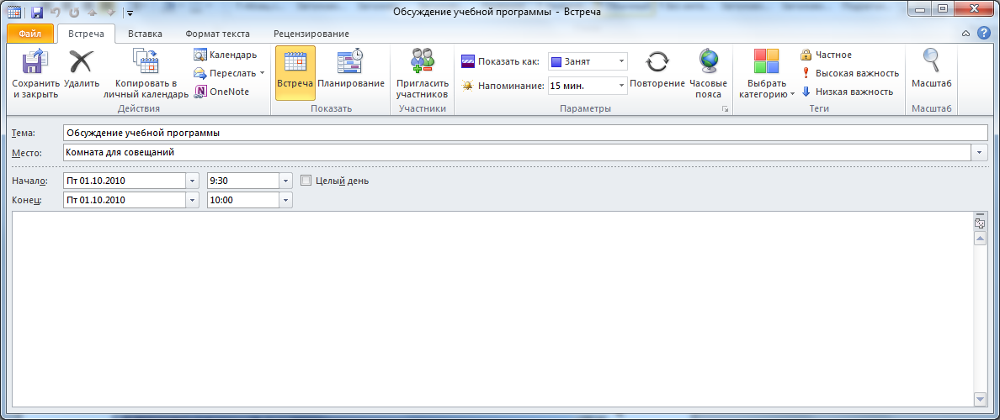 Обсуждение учебной программы - Встреча
Файл Встреча Вставка Формат текста Рецензирование
Сохранить и закрыть
Удалить
Копировать в личный календарь
Календарь
Переслать
OneNote
Действия
Встреча
Планирование
Показать
Пригласить участников
Участники
Показать как: Занят
Напоминание: 15 мин.
Повторение
Часовые пояса
Параметры
Выбрать категорию
Частное
Высокая важность
Низкая важность
Теги
Масштаб
Масштаб
Тема: Обсуждение учебной программы
Место: Комната для совещаний
Начало: Пт 01.10.2010 9:30 Целый день
Конец: Пт 01.10.2010 10:00